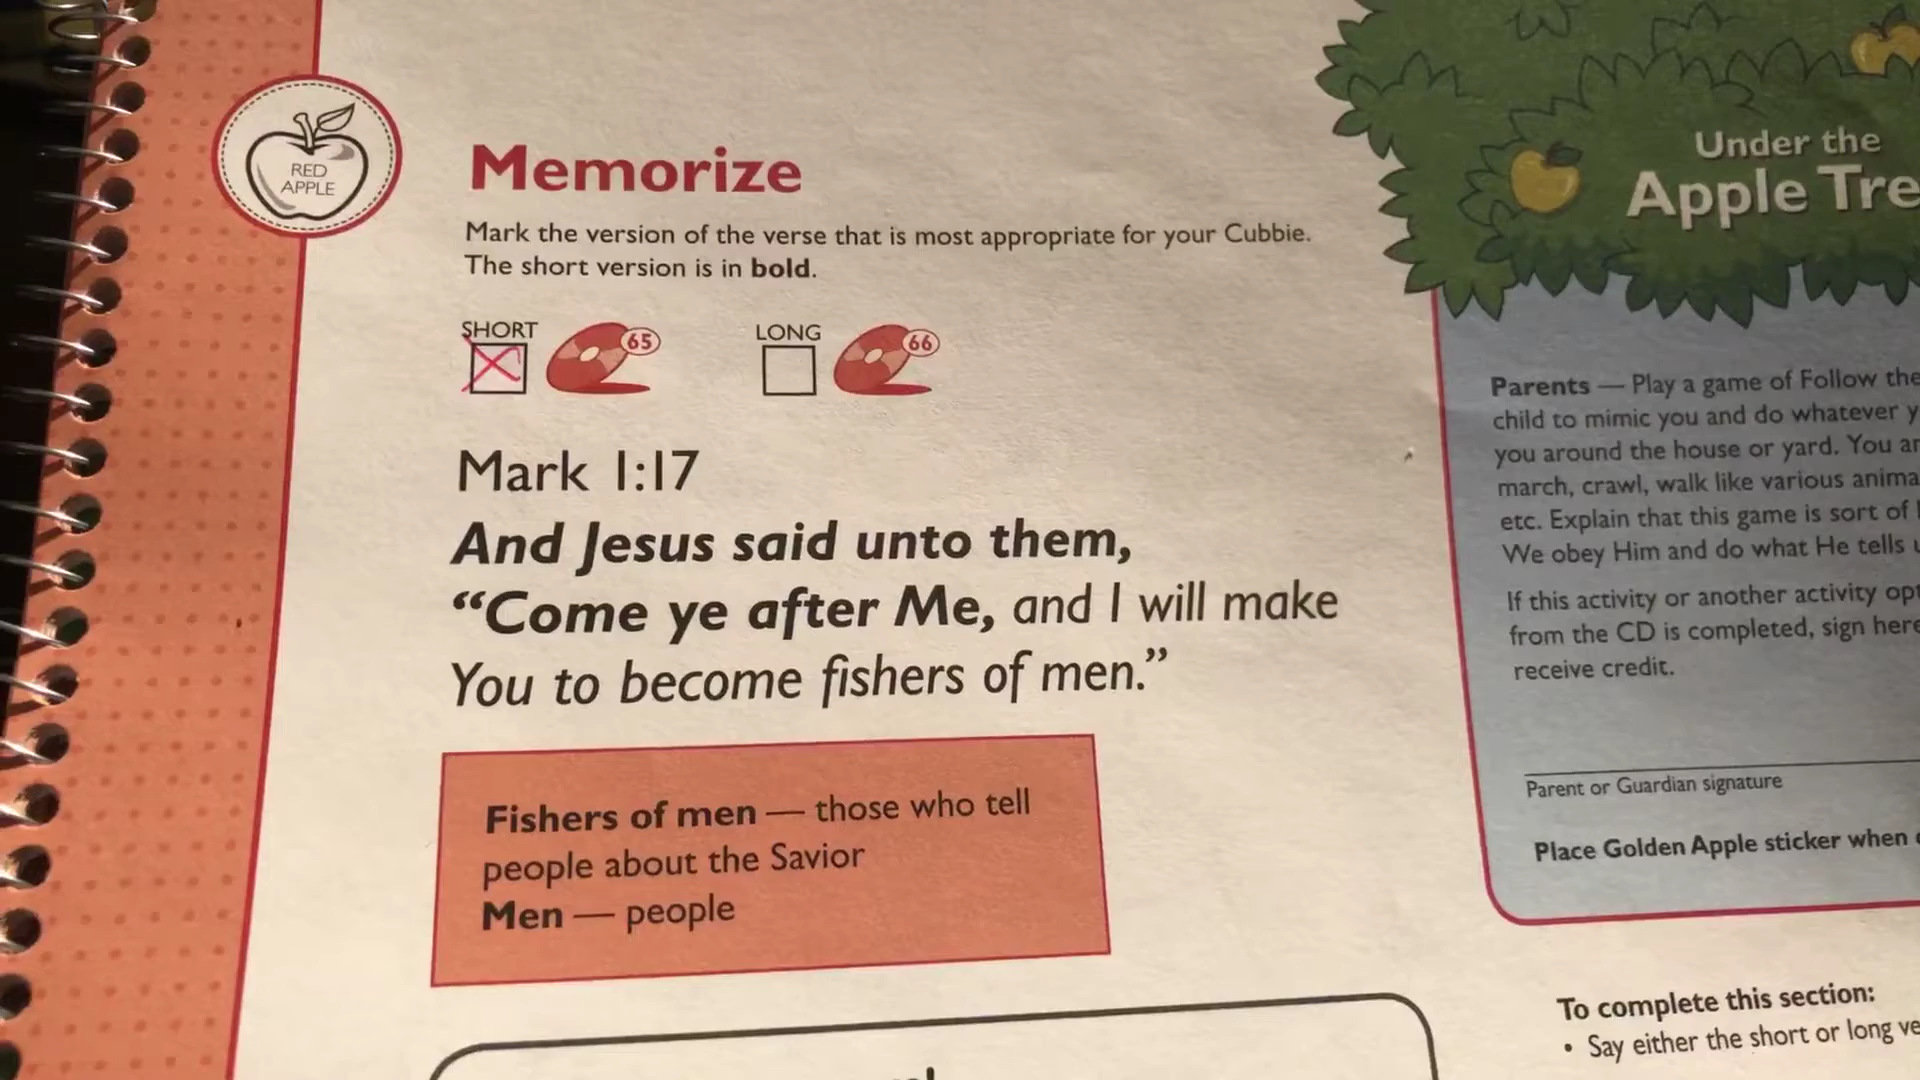 RED
APPLE
Memorize
Mark the version of the verse that is most appropriate for your Cubbie.
The short version is in bold.
SHORT
65
LONG
66
Mark 1:17
And Jesus said unto them,
“Come ye after Me, and I will make
You to become fishers of men.”
Fishers of men — those who tell
people about the Savior
Men — people
Under the
Apple
Parents — Play a game of Follow the
child to mimic you and do whatever
you around the house or yard. You
march, crawl, walk like various
etc. Explain that this game is sort of
We obey Him and do what He tells
If this activity or another activity
from the CD is completed, sign here
receive credit.
Parent or Guardian signature
Place Golden Apple sticker when
To complete this section:
• Say either the short or long